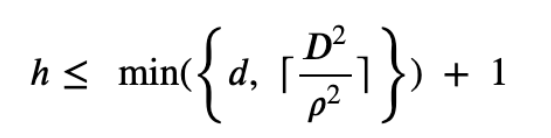 h ≤ min({d, ⌈D²/ρ²⌉}) + 1